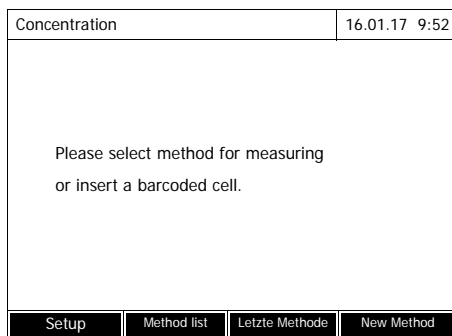 Concentration 16.01.17 9:52
Please select method for measuring
or insert a barcoded cell.
Setup Method list Letzte Methode New Method